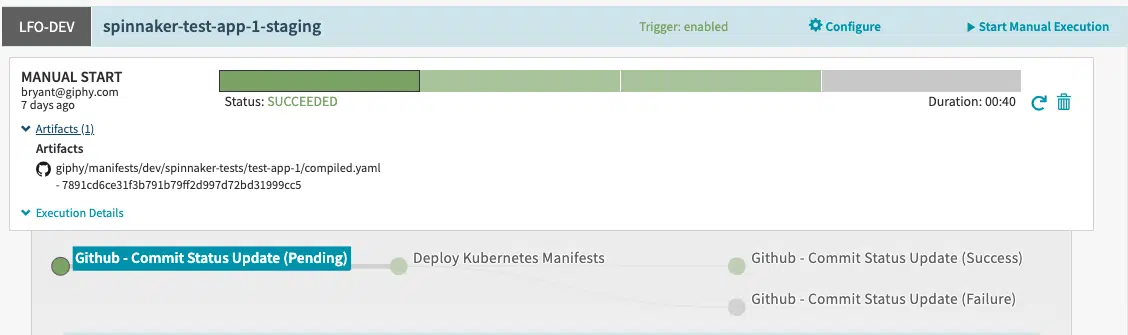 LFO-DEV spinnaker-test-app-1-staging Trigger: enabled Configure Start Manual Execution
MANUAL START
bryant@giphy.com
7 days ago
Status: SUCCEEDED Duration: 00:40
Artifacts (1)
Artifacts
giphy/manifests/dev/spinnaker-tests/test-app-1/compiled.yaml
- 7891cd6ce31f3b791b79ff2d997d72bd31999cc5
Execution Details
Github - Commit Status Update (Pending) Deploy Kubernetes Manifests Github - Commit Status Update (Success)
Github - Commit Status Update (Failure)